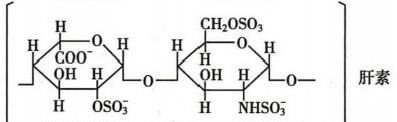 CH₂OSO₃
H
H O H H H O H
COO⁻
OH H OH H
O O 肝素
H OSO₃⁻ H NHSO₃⁻